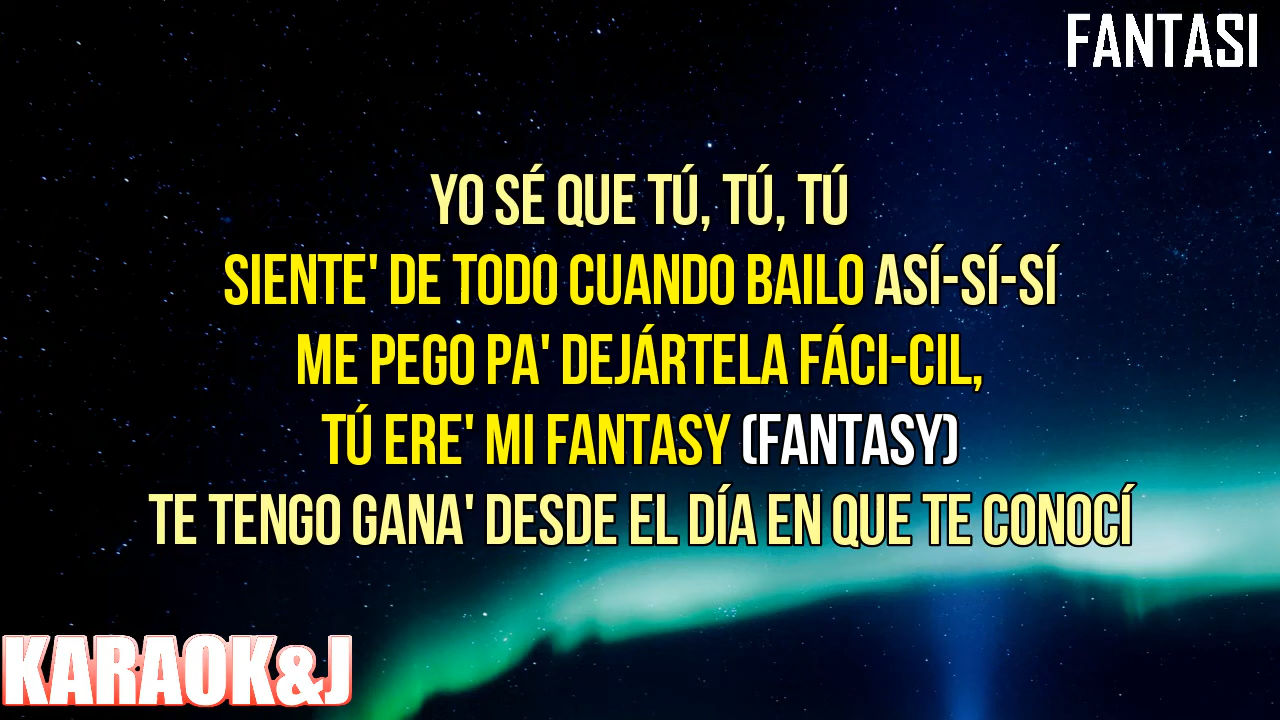 FANTASI
YO SÉ QUE TÚ, TÚ, TÚ
SIENTE' DE TODO CUANDO BAILO ASÍ-SÍ-SÍ
ME PEGO PA' DEJÁRTELA FÁCI-CIL,
TÚ ERE' MI FANTASY (FANTASY)
TE TENGO GANA' DESDE EL DÍA EN QUE TE CONOCÍ
KARAOK&J